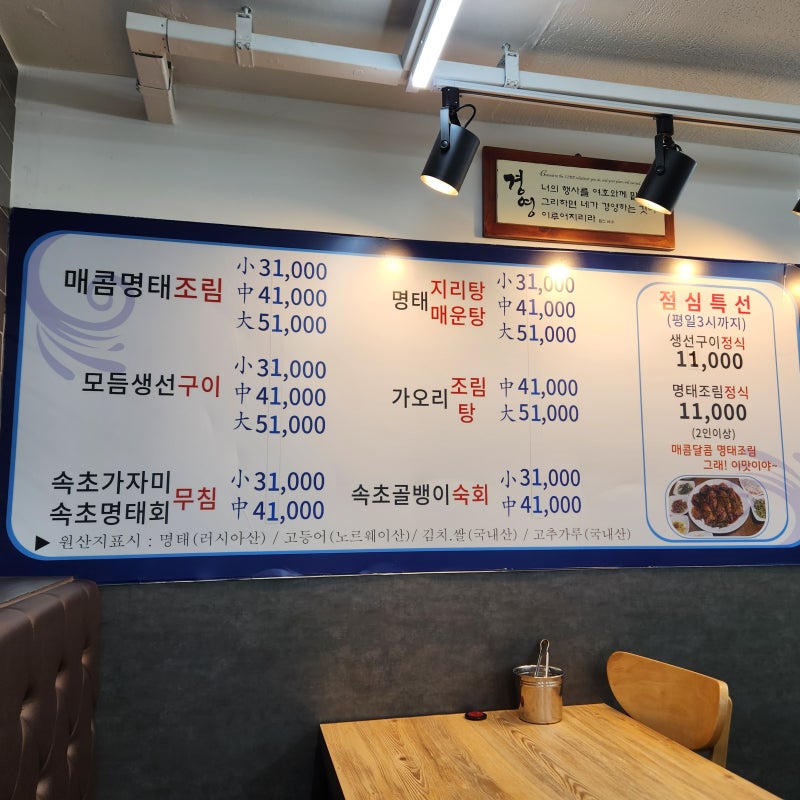 경영
너의 행사를 여호와께 맡
그리하면 네가 경영하는 것이
이루어지리라
매콤명태조림
小 31,000
中 41,000
大 51,000
명태 지리탕
매운탕
小 31,000
中 41,000
大 51,000
모듬생선구이
小 31,000
中 41,000
大 51,000
가오리 조림
탕
中 41,000
大 51,000
속초가자미
속초명태회 무침
小 31,000
中 41,000
속초골뱅이숙회
小 31,000
中 41,000
점심특선
(평일3시까지)
생선구이정식
11,000
명태조림정식
11,000
(2인이상)
매콤달콤 명태조림
그래! 이맛이야~
▶ 원산지표시 : 명태(러시아산) / 고등어(노르웨이산)/ 김치.쌀(국내산) / 고추가루(국내산)